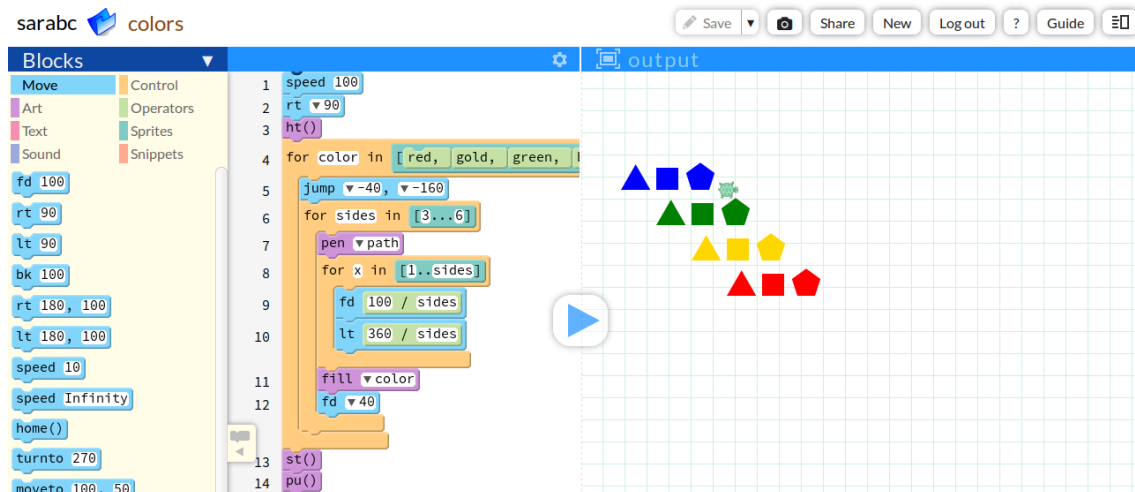 sarabc colors Save ▼ Share New Log out ? Guide
Blocks ▼ output
Move Control
Art Operators
Text Sprites
Sound Snippets
fd 100
rt 90
lt 90
bk 100
rt 180, 100
lt 180, 100
speed 10
speed Infinity
home()
turnto 270
moveto 100, 50
1 speed 100
2 rt ▼ 90
3 ht()
4 for color in [ red, gold, green,
5 jump ▼ -40, ▼ -160
6 for sides in [3...6]
7 pen ▼ path
8 for x in [1..sides]
9 fd 100 / sides
10 lt 360 / sides
11 fill ▼ color
12 fd ▼ 40
13 st()
14 pu()